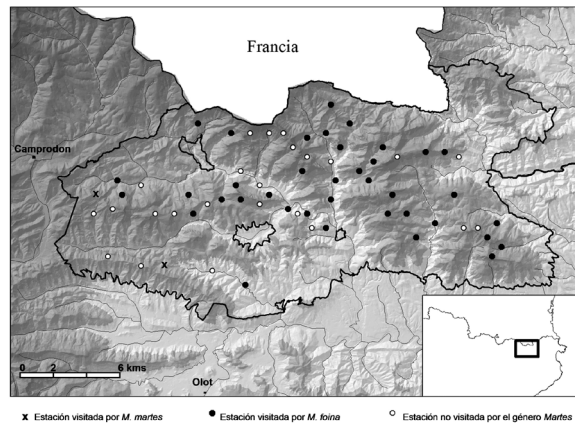 Francia
Camprodon
0 2 4 6 kms
Olot
x Estación visitada por M. martes
Estación visitada por M. foina
Estación no visitada por el género Martes